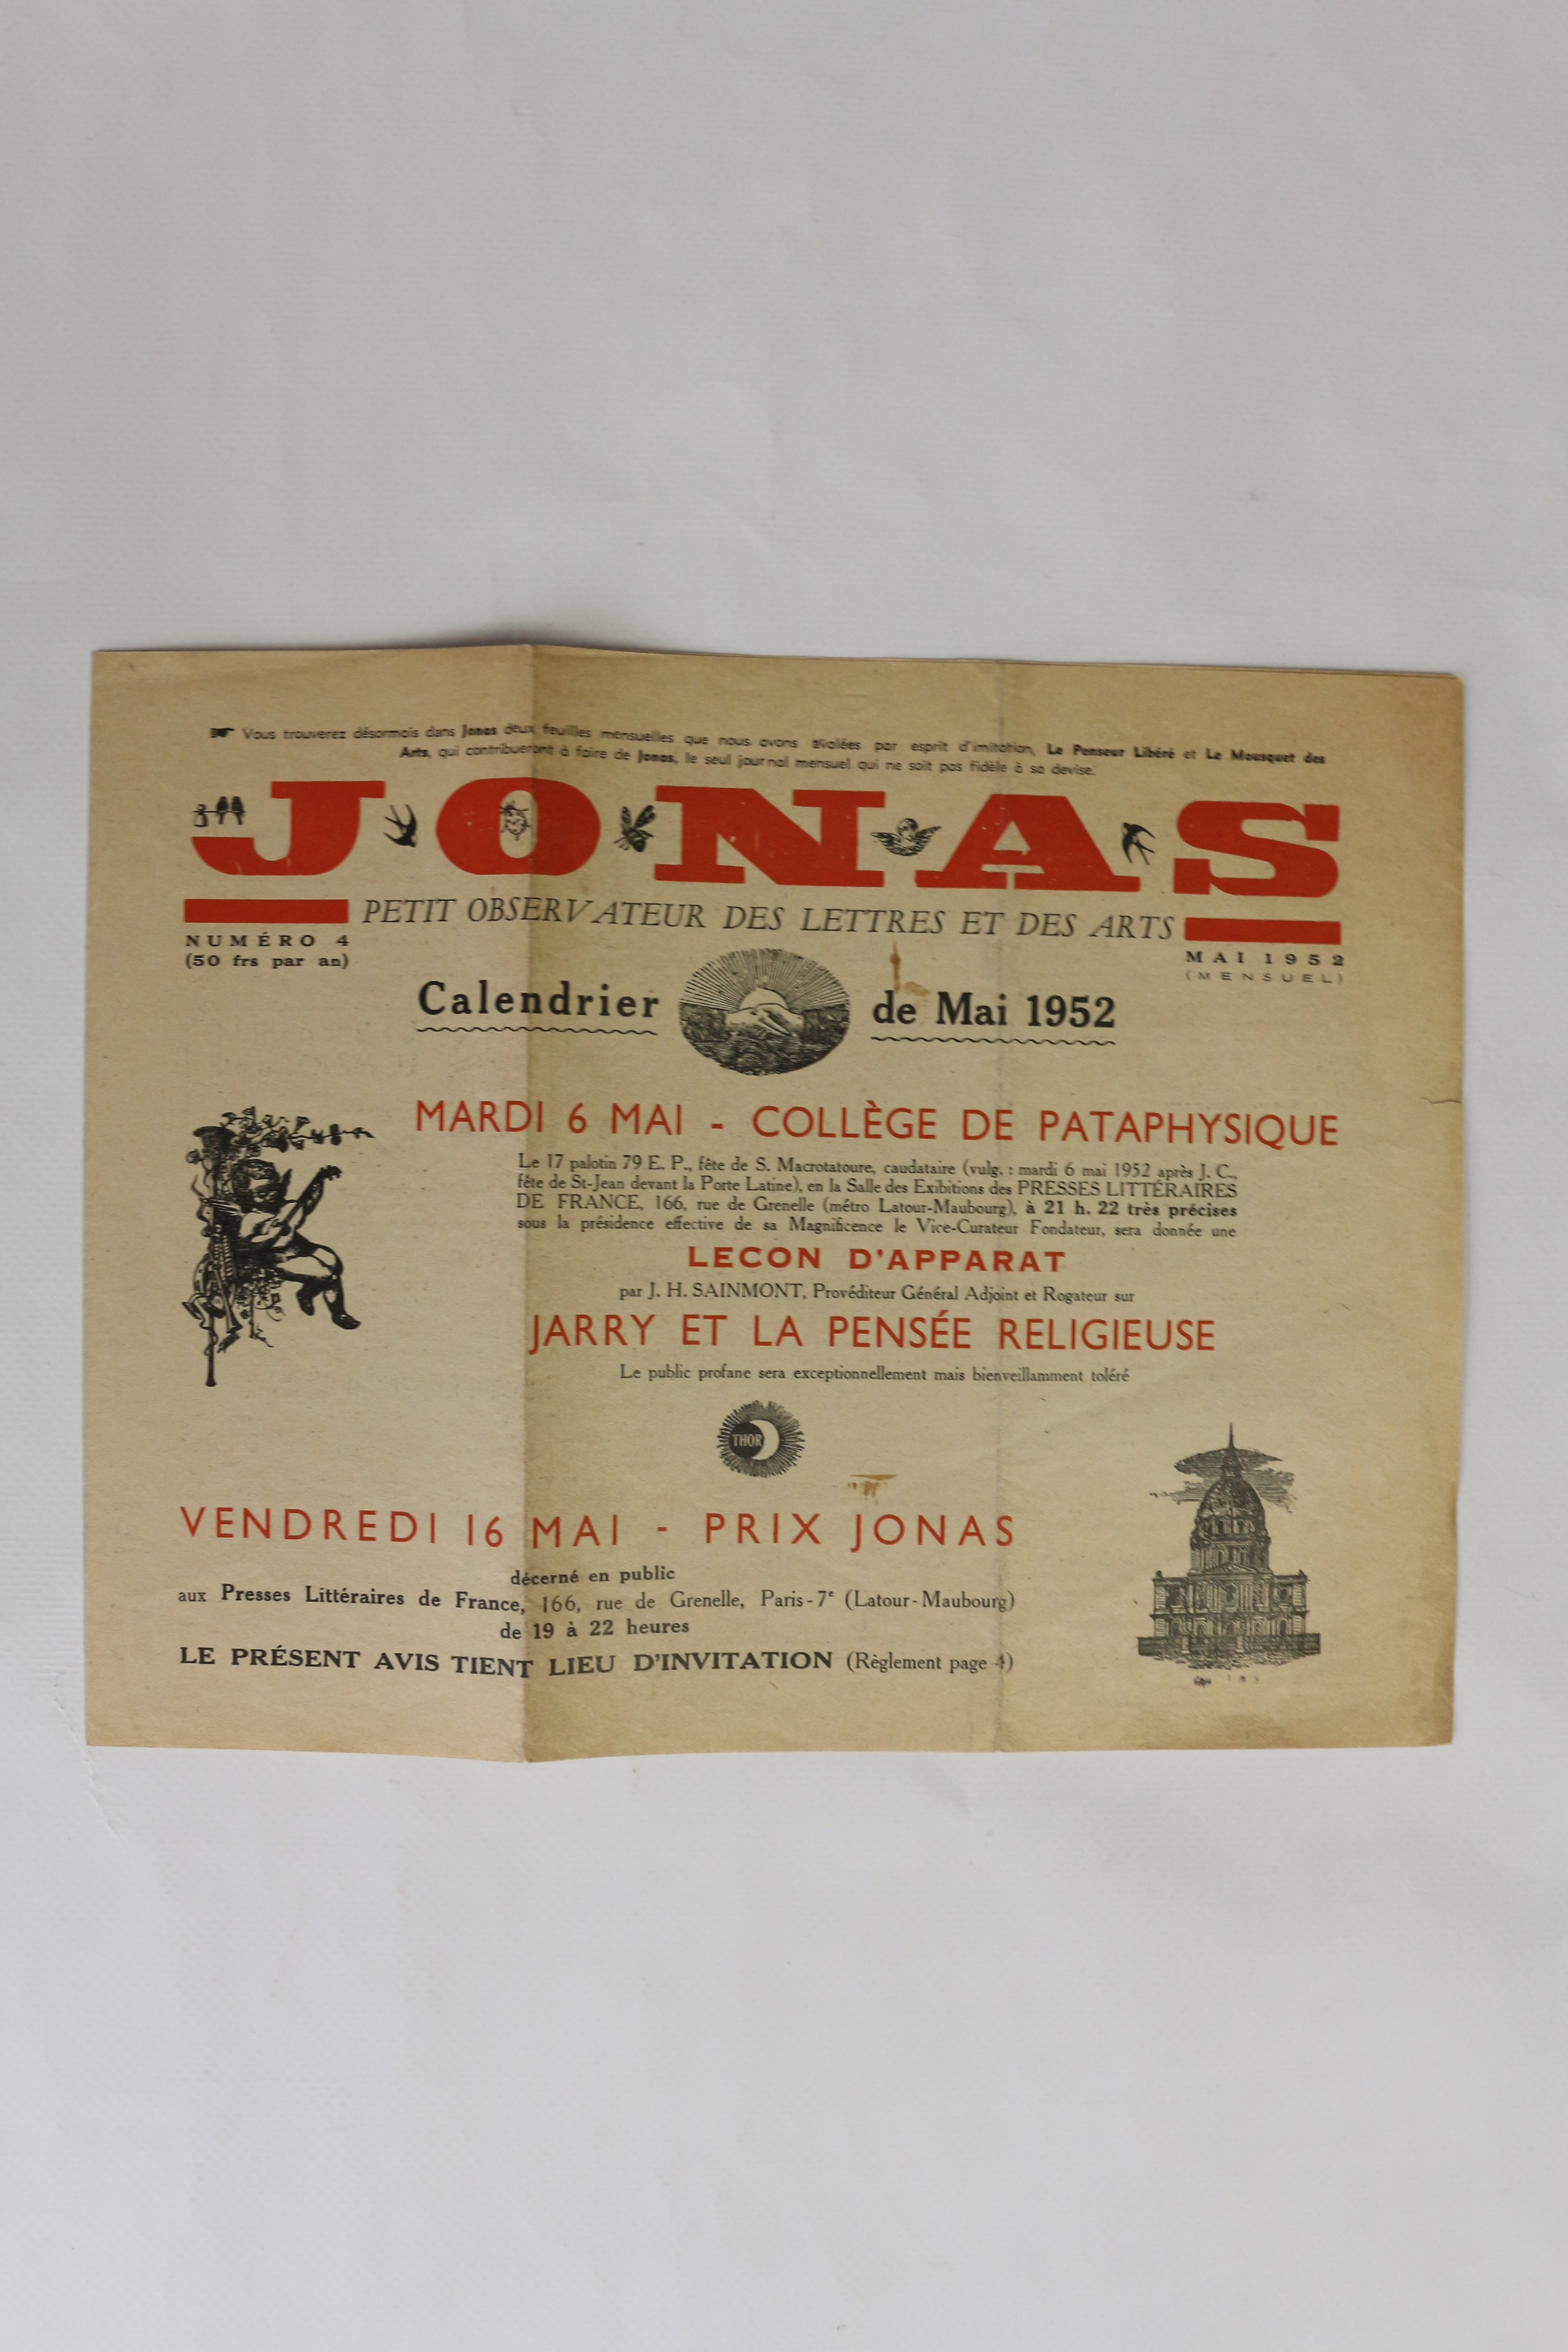 Vous trouverez désormais dans Jonas deux feuilles mensuelles que nous avons avalées par esprit d'imitation, Le Penseur Libéré et Le Mousquet des
Arts, qui contribueront à faire de Jonas, le seul journal mensuel qui ne soit pas fidèle à sa devise.
JONAS
PETIT OBSERVATEUR DES LETTRES ET DES ARTS
NUMÉRO 4
(50 frs par an)
MAI 1952
(MENSUEL)
Calendrier de Mai 1952
MARDI 6 MAI - COLLÈGE DE PATAPHYSIQUE
Le 17 palotin 79 E. P., fête de S. Macrotatoure, caudataire (vulg. : mardi 6 mai 1952 après J. C.,
fête de St-Jean devant la Porte Latine), en la Salle des Exibitions des PRESSES LITTÉRAIRES
DE FRANCE, 166, rue de Grenelle (métro Latour-Maubourg), à 21 h. 22 très précises
sous la présidence effective de sa Magnificence le Vice-Curateur Fondateur, sera donnée une
LECON D'APPARAT
par J. H. SAINMONT, Provéditeur Général Adjoint et Rogateur sur
JARRY ET LA PENSÉE RELIGIEUSE
Le public profane sera exceptionnellement mais bienveillamment toléré
THOR
VENDREDI 16 MAI - PRIX JONAS
décerné en public
aux Presses Littéraires de France, 166, rue de Grenelle, Paris-7e (Latour-Maubourg)
de 19 à 22 heures
LE PRÉSENT AVIS TIENT LIEU D'INVITATION (Règlement page 4)